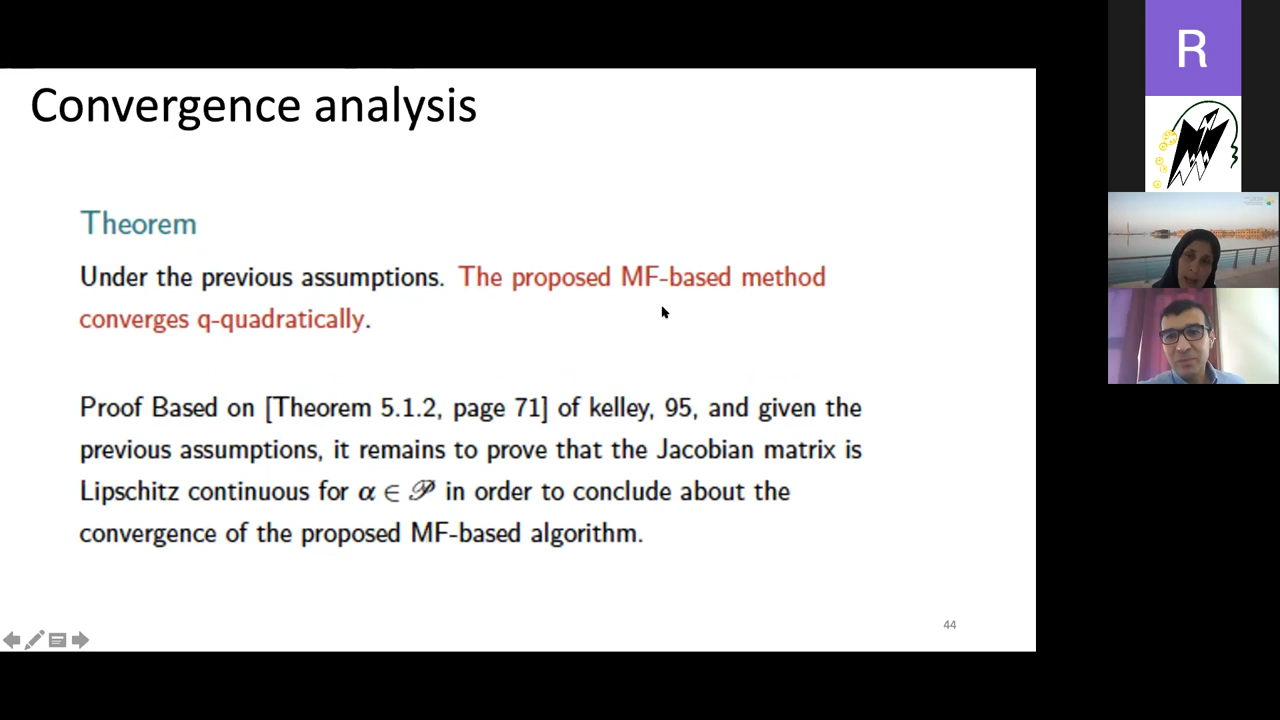 Convergence analysis
Theorem
Under the previous assumptions. The proposed MF-based method
converges q-quadratically.
Proof Based on [Theorem 5.1.2, page 71] of kelley, 95, and given the
previous assumptions, it remains to prove that the Jacobian matrix is
Lipschitz continuous for α ∈ 𝒫 in order to conclude about the
convergence of the proposed MF-based algorithm.
44
R